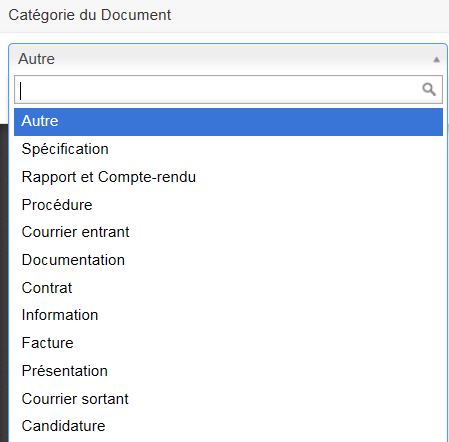 Catégorie du Document
Autre
Autre
Spécification
Rapport et Compte-rendu
Procédure
Courrier entrant
Documentation
Contrat
Information
Facture
Présentation
Courrier sortant
Candidature